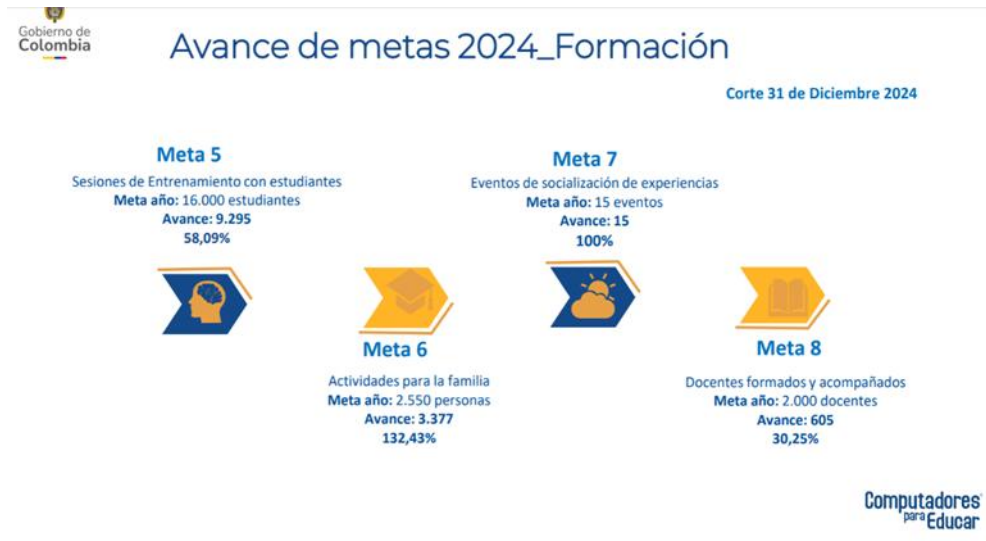 Gobierno de
Colombia
Avance de metas 2024_Formación
Corte 31 de Diciembre 2024
Meta 5
Sesiones de Entrenamiento con estudiantes
Meta año: 16.000 estudiantes
Avance: 9.295
58,09%
Meta 7
Eventos de socialización de experiencias
Meta año: 15 eventos
Avance: 15
100%
Meta 6
Actividades para la familia
Meta año: 2.550 personas
Avance: 3.377
132,43%
Meta 8
Docentes formados y acompañados
Meta año: 2.000 docentes
Avance: 605
30,25%
Computadores
para Educar